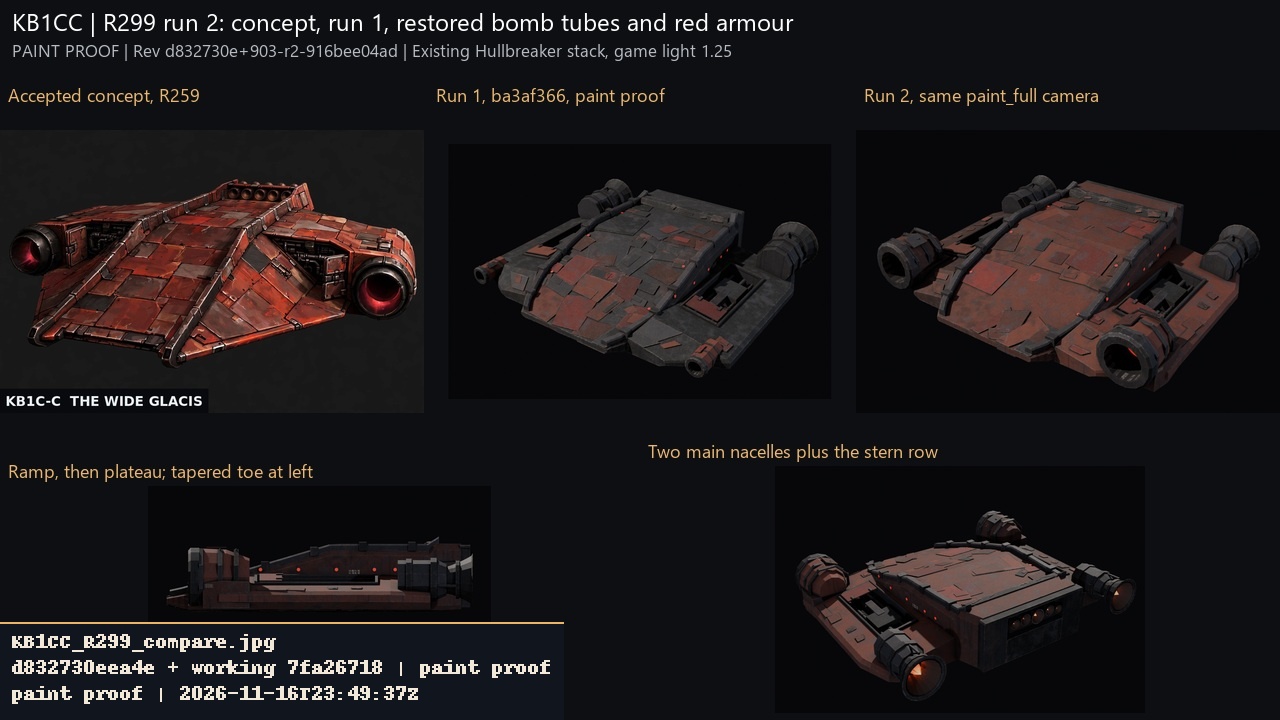 KB1CC | R299 run 2: concept, run 1, restored bomb tubes and red armour
PAINT PROOF | Rev d832730e+903-r2-916bee04ad | Existing Hullbreaker stack, game light 1.25
Accepted concept, R259
Run 1, ba3af366, paint proof
Run 2, same paint_full camera
KB1C-C THE WIDE GLACIS
Ramp, then plateau; tapered toe at left
Two main nacelles plus the stern row
KB1CC_R299_compare.jpg
d832730eea4e + working 7fa26718 | paint proof
paint proof | 2026-11-16T23:49:37Z